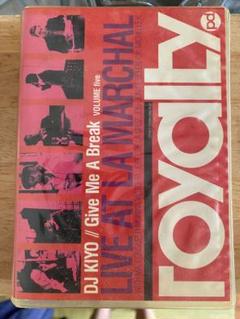 DJ KIYO // Give Me A Break VOLUME five
LIVE AT LA MARCHAL
royalty